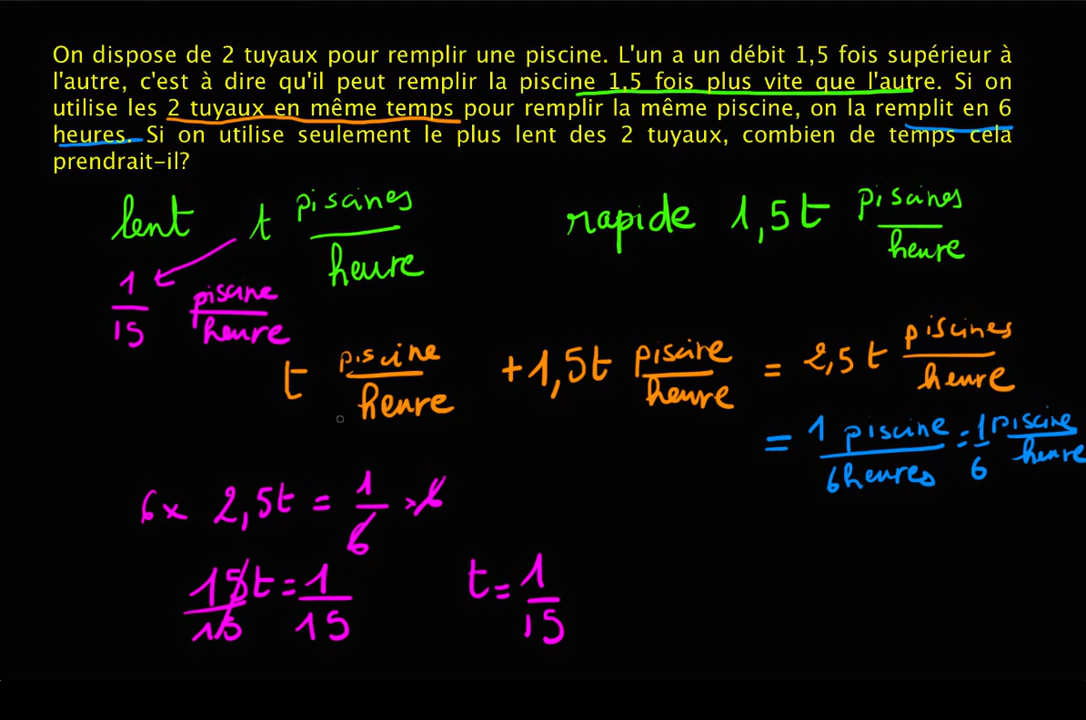 On dispose de 2 tuyaux pour remplir une piscine. L'un a un débit 1,5 fois supérieur à
l'autre, c'est à dire qu'il peut remplir la piscine 1,5 fois plus vite que l'autre. Si on
utilise les 2 tuyaux en même temps pour remplir la même piscine, on la remplit en 6
heures. Si on utilise seulement le plus lent des 2 tuyaux, combien de temps cela
prendrait-il?
lent t piscines/heure rapide 1,5t piscines/heure
1/15 piscine/heure
t piscine/heure +1,5t piscire/heure = 2,5t piscines/heure
= 1 piscine/6heures = 1/6 piscine/heure
6x 2,5t = 1/6 x6
15t/15 = 1/15 t = 1/15